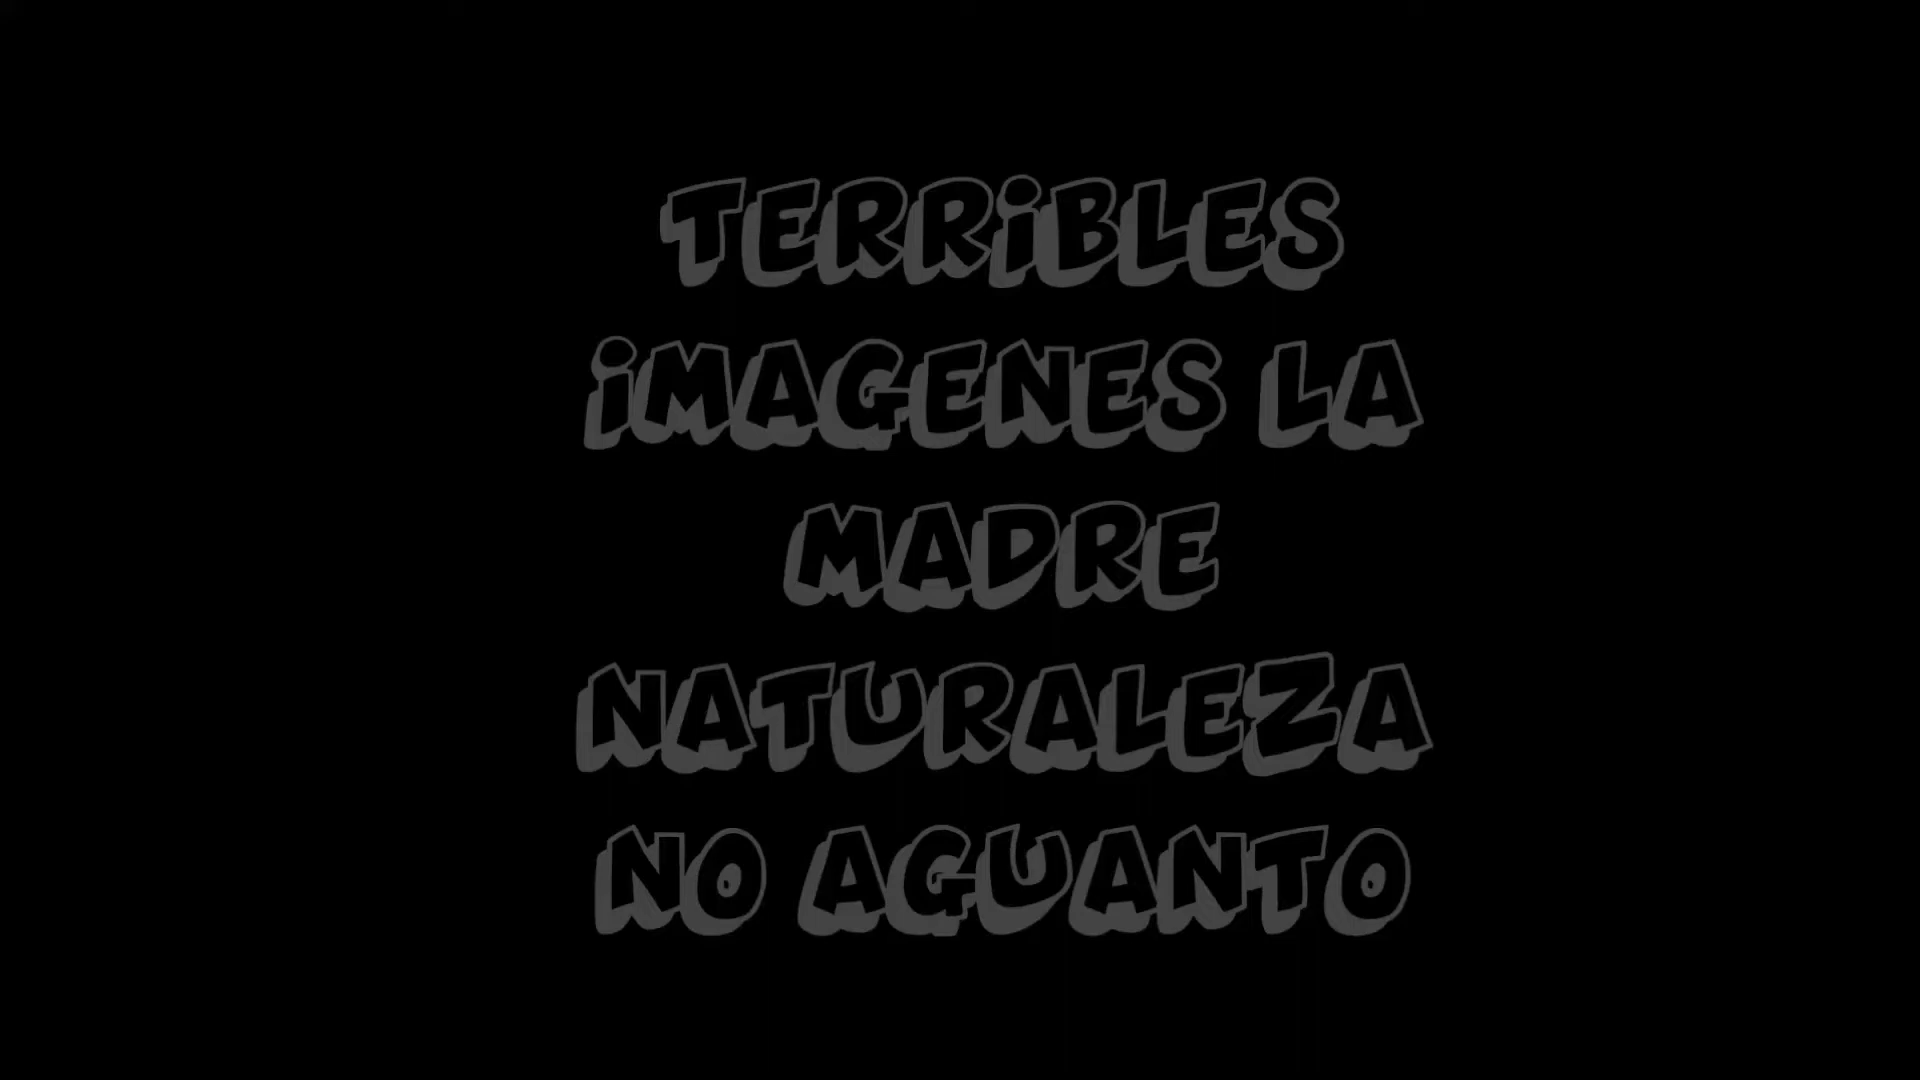 TERRiBLES
iMAGENES LA
MADRE
NATURALEZA
NO AGUANTO